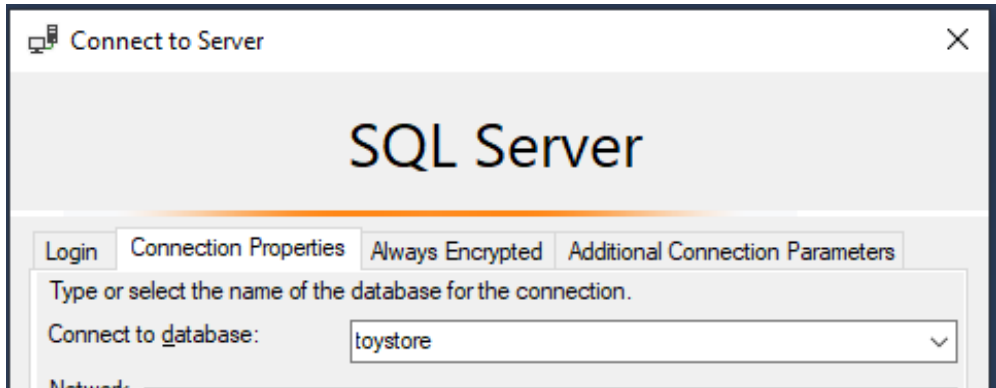 Connect to Server
SQL Server
Login Connection Properties Always Encrypted Additional Connection Parameters
Type or select the name of the database for the connection.
Connect to database: toystore
Network